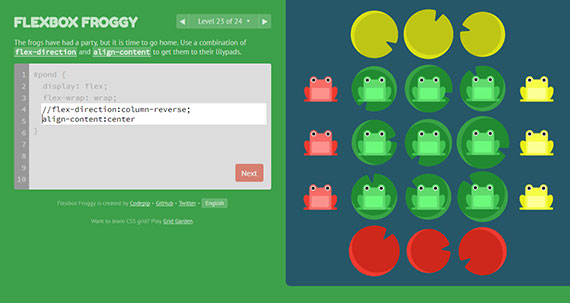 FLEXBOX FROGGY
◀ Level 23 of 24 ▾ ▶
The frogs have had a party, but it is time to go home. Use a combination of
flex-direction and align-content to get them to their lilypads.
1 #pond {
2 display: flex;
3 flex-wrap: wrap;
4 //flex-direction:column-reverse;
5 align-content:center
6 }
7
8
9
10
Next
Flexbox Froggy is created by Codepip • GitHub • Twitter • English
Want to learn CSS grid? Play Grid Garden.